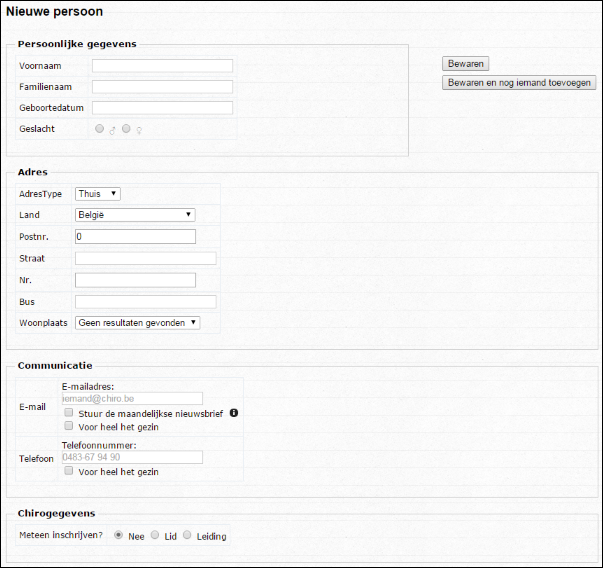 Nieuwe persoon
Persoonlijke gegevens
Voornaam
Familienaam
Geboortedatum
Geslacht ♂ ♀
Bewaren
Bewaren en nog iemand toevoegen
Adres
AdresType Thuis
Land België
Postnr. 0
Straat
Nr.
Bus
Woonplaats Geen resultaten gevonden
Communicatie
E-mailadres:
E-mail iemand@chiro.be
Stuur de maandelijkse nieuwsbrief
Voor heel het gezin
Telefoonnummer:
Telefoon 0483-67 94 90
Voor heel het gezin
Chirogegevens
Meteen inschrijven? Nee Lid Leiding